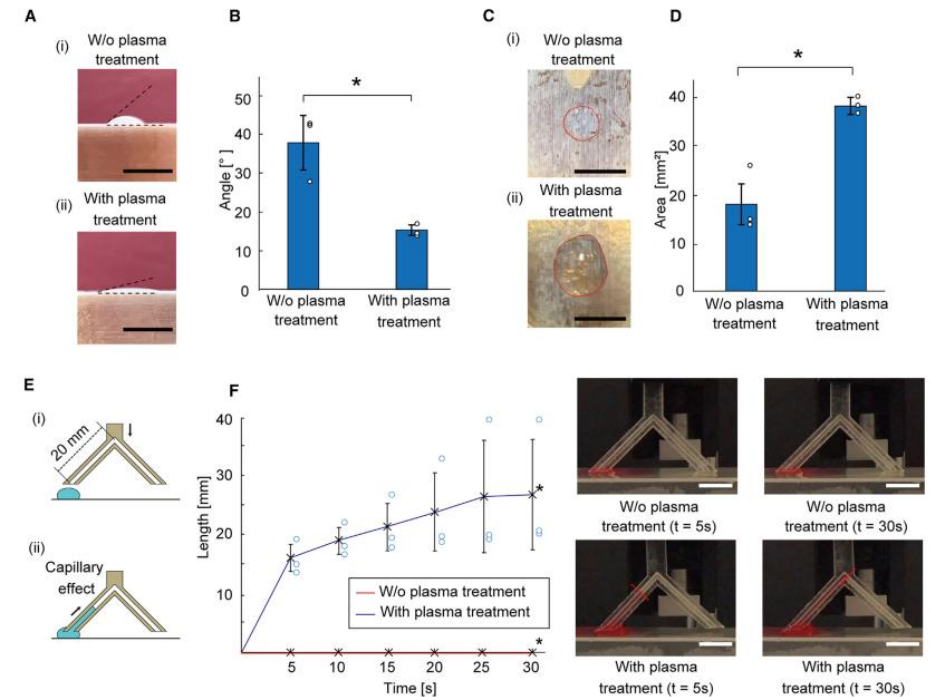 A
(i)
W/o plasma
treatment
(ii)
With plasma
treatment
B
*
50
40
30
20
10
0
Angle [°]
W/o plasma
treatment
With plasma
treatment
C
(i)
W/o plasma
treatment
(ii)
With plasma
treatment
D
*
40
30
20
10
0
Area [mm²]
W/o plasma
treatment
With plasma
treatment
E
(i)
20 mm
(ii)
Capillary
effect
F
40
30
20
10
Length [mm]
*
W/o plasma treatment
With plasma treatment
*
5
10
15
20
25
30
Time [s]
W/o plasma
treatment (t = 5s)
W/o plasma
treatment (t = 30s)
With plasma
treatment (t = 5s)
With plasma
treatment (t = 30s)